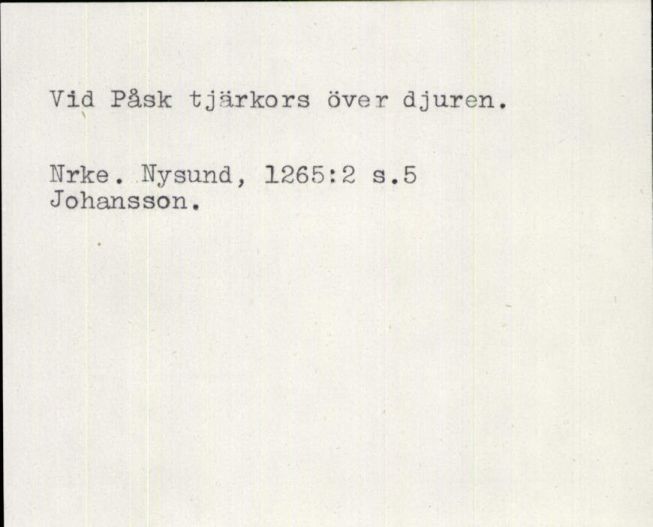 Vid Påsk tjärkors över djuren.
Nrke. Nysund, 1265:2 s.5
Johansson.